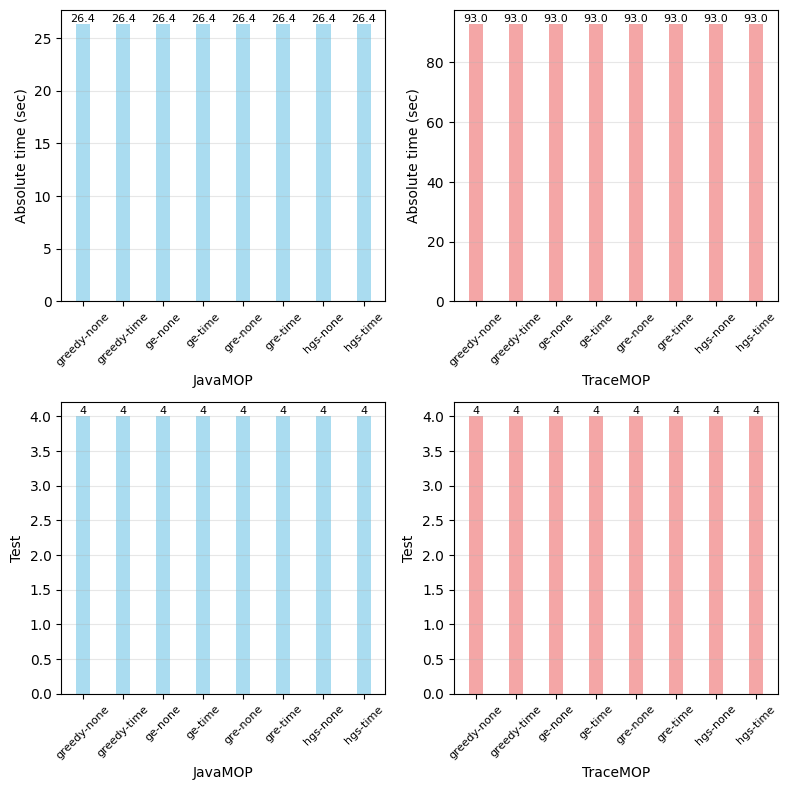 26.4 26.4 26.4 26.4 26.4 26.4 26.4 26.4
25
20
15
10
5
0
Absolute time (sec)
greedy-none greedy-time ge-none ge-time gre-none gre-time hgs-none hgs-time
JavaMOP
93.0 93.0 93.0 93.0 93.0 93.0 93.0 93.0
80
60
40
20
0
Absolute time (sec)
greedy-none greedy-time ge-none ge-time gre-none gre-time hgs-none hgs-time
TraceMOP
4 4 4 4 4 4 4 4
4.0
3.5
3.0
2.5
2.0
1.5
1.0
0.5
0.0
Test
greedy-none greedy-time ge-none ge-time gre-none gre-time hgs-none hgs-time
JavaMOP
4 4 4 4 4 4 4 4
4.0
3.5
3.0
2.5
2.0
1.5
1.0
0.5
0.0
Test
greedy-none greedy-time ge-none ge-time gre-none gre-time hgs-none hgs-time
TraceMOP